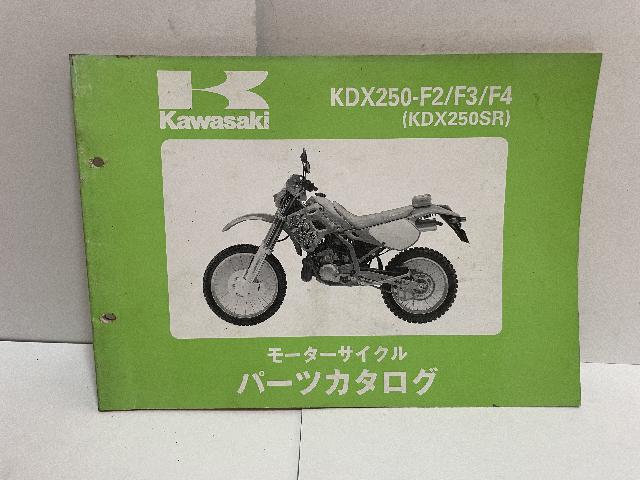 Kawasaki
KDX250-F2/F3/F4
(KDX250SR)
モーターサイクル
パーツカタログ